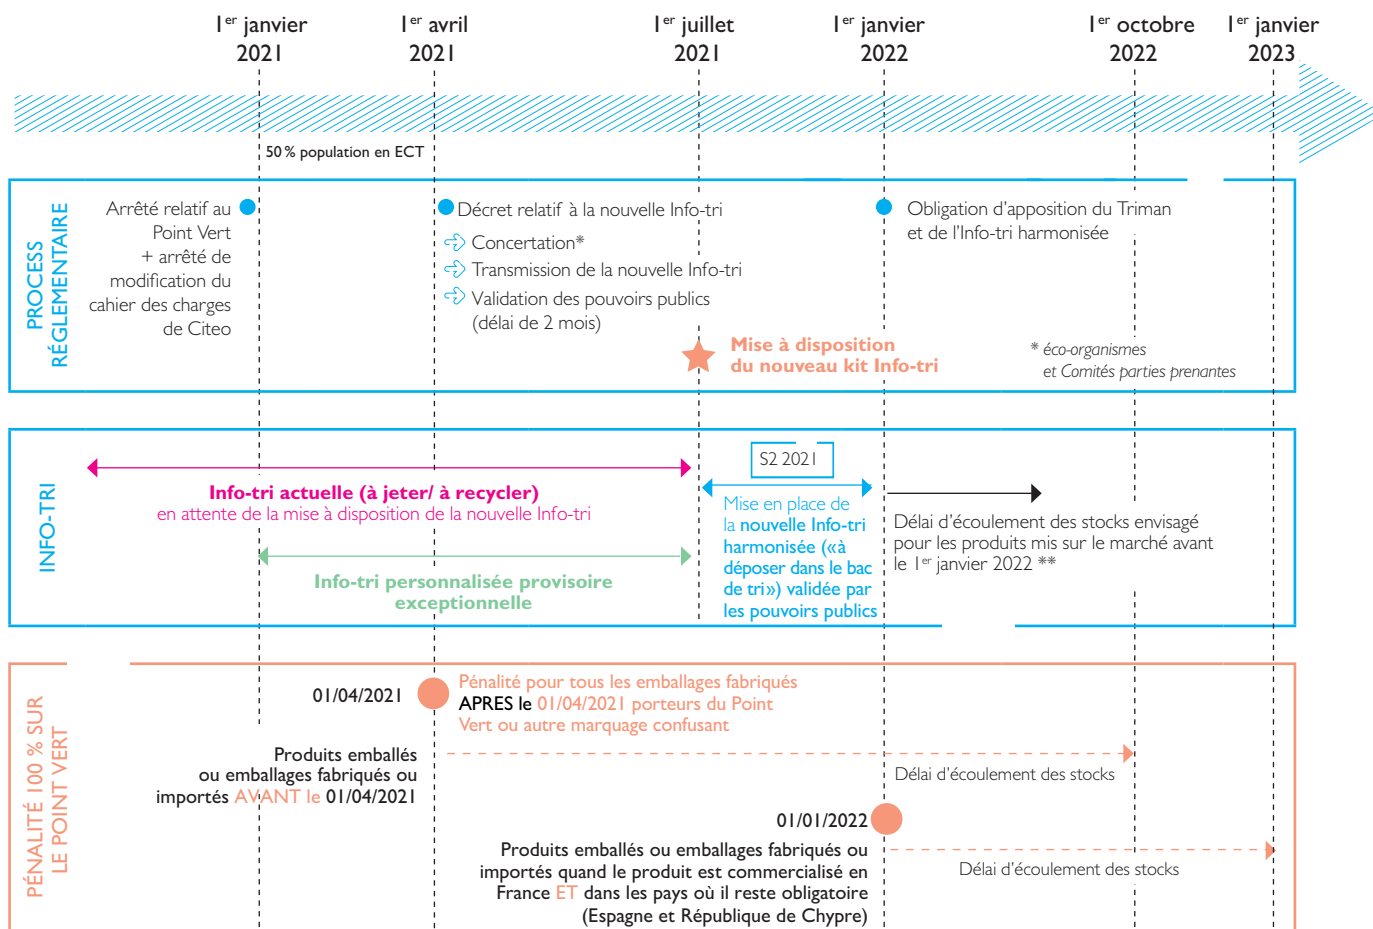 1er janvier
2021
1er avril
2021
1er juillet
2021
1er janvier
2022
1er octobre
2022
1er janvier
2023
50 % population en ECT
PROCESS
RÉGLEMENTAIRE
Arrêté relatif au
Point Vert
+ arrêté de
modification du
cahier des charges
de Citeo
Décret relatif à la nouvelle Info-tri
Concertation*
Transmission de la nouvelle Info-tri
Validation des pouvoirs publics
(délai de 2 mois)
Mise à disposition
du nouveau kit Info-tri
Obligation d’apposition du Triman
et de l’Info-tri harmonisée
* éco-organismes
et Comités parties prenantes
INFO-TRI
Info-tri actuelle (à jeter/ à recycler)
en attente de la mise à disposition de la nouvelle Info-tri
Info-tri personnalisée provisoire
exceptionnelle
S2 2021
Mise en place de
la nouvelle Info-tri
harmonisée («à
déposer dans le bac
de tri») validée par
les pouvoirs publics
Délai d’écoulement des stocks envisagé
pour les produits mis sur le marché avant
le 1er janvier 2022 **
PÉNALITÉ 100 % SUR
LE POINT VERT
01/04/2021
Pénalité pour tous les emballages fabriqués
APRES le 01/04/2021 porteurs du Point
Vert ou autre marquage confusant
Produits emballés
ou emballages fabriqués ou
importés AVANT le 01/04/2021
Délai d’écoulement des stocks
01/01/2022
Produits emballés ou emballages fabriqués ou
importés quand le produit est commercialisé en
France ET dans les pays où il reste obligatoire
(Espagne et République de Chypre)
Délai d’écoulement des stocks